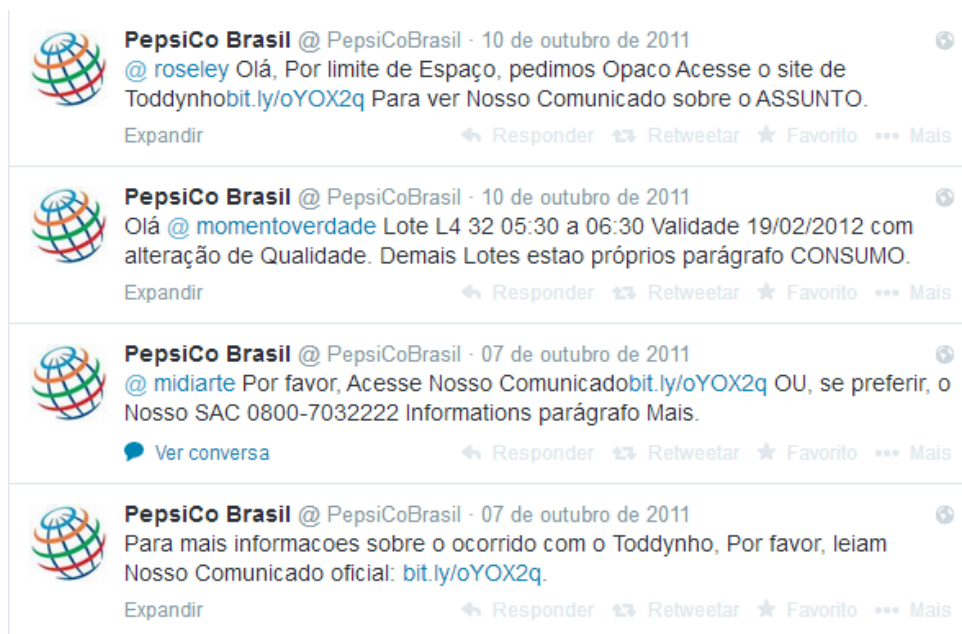 PepsiCo Brasil @ PepsiCoBrasil · 10 de outubro de 2011
@ roseley Olá, Por limite de Espaço, pedimos Opaco Acesse o site de
Toddynhobit.ly/oYOX2q Para ver Nosso Comunicado sobre o ASSUNTO.
Expandir Responder Retweetar Favorito Mais
PepsiCo Brasil @ PepsiCoBrasil · 10 de outubro de 2011
Olá @ momentoverdade Lote L4 32 05:30 a 06:30 Validade 19/02/2012 com
alteração de Qualidade. Demais Lotes estao próprios parágrafo CONSUMO.
Expandir Responder Retweetar Favorito Mais
PepsiCo Brasil @ PepsiCoBrasil · 07 de outubro de 2011
@ midiarte Por favor, Acesse Nosso Comunicadobit.ly/oYOX2q OU, se preferir, o
Nosso SAC 0800-7032222 Informations parágrafo Mais.
Ver conversa Responder Retweetar Favorito Mais
PepsiCo Brasil @ PepsiCoBrasil · 07 de outubro de 2011
Para mais informacoes sobre o ocorrido com o Toddynho, Por favor, leiam
Nosso Comunicado oficial: bit.ly/oYOX2q.
Expandir Responder Retweetar Favorito Mais